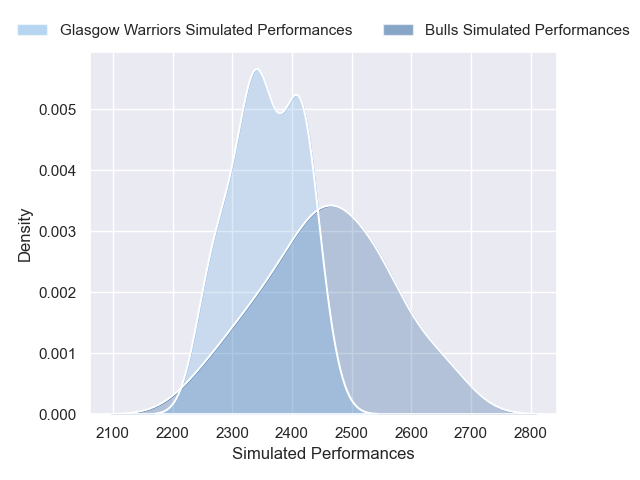 Glasgow Warriors Simulated Performances
Bulls Simulated Performances
0.005
0.004
0.003
0.002
0.001
0.000
Density
2100 2200 2300 2400 2500 2600 2700 2800
Simulated Performances